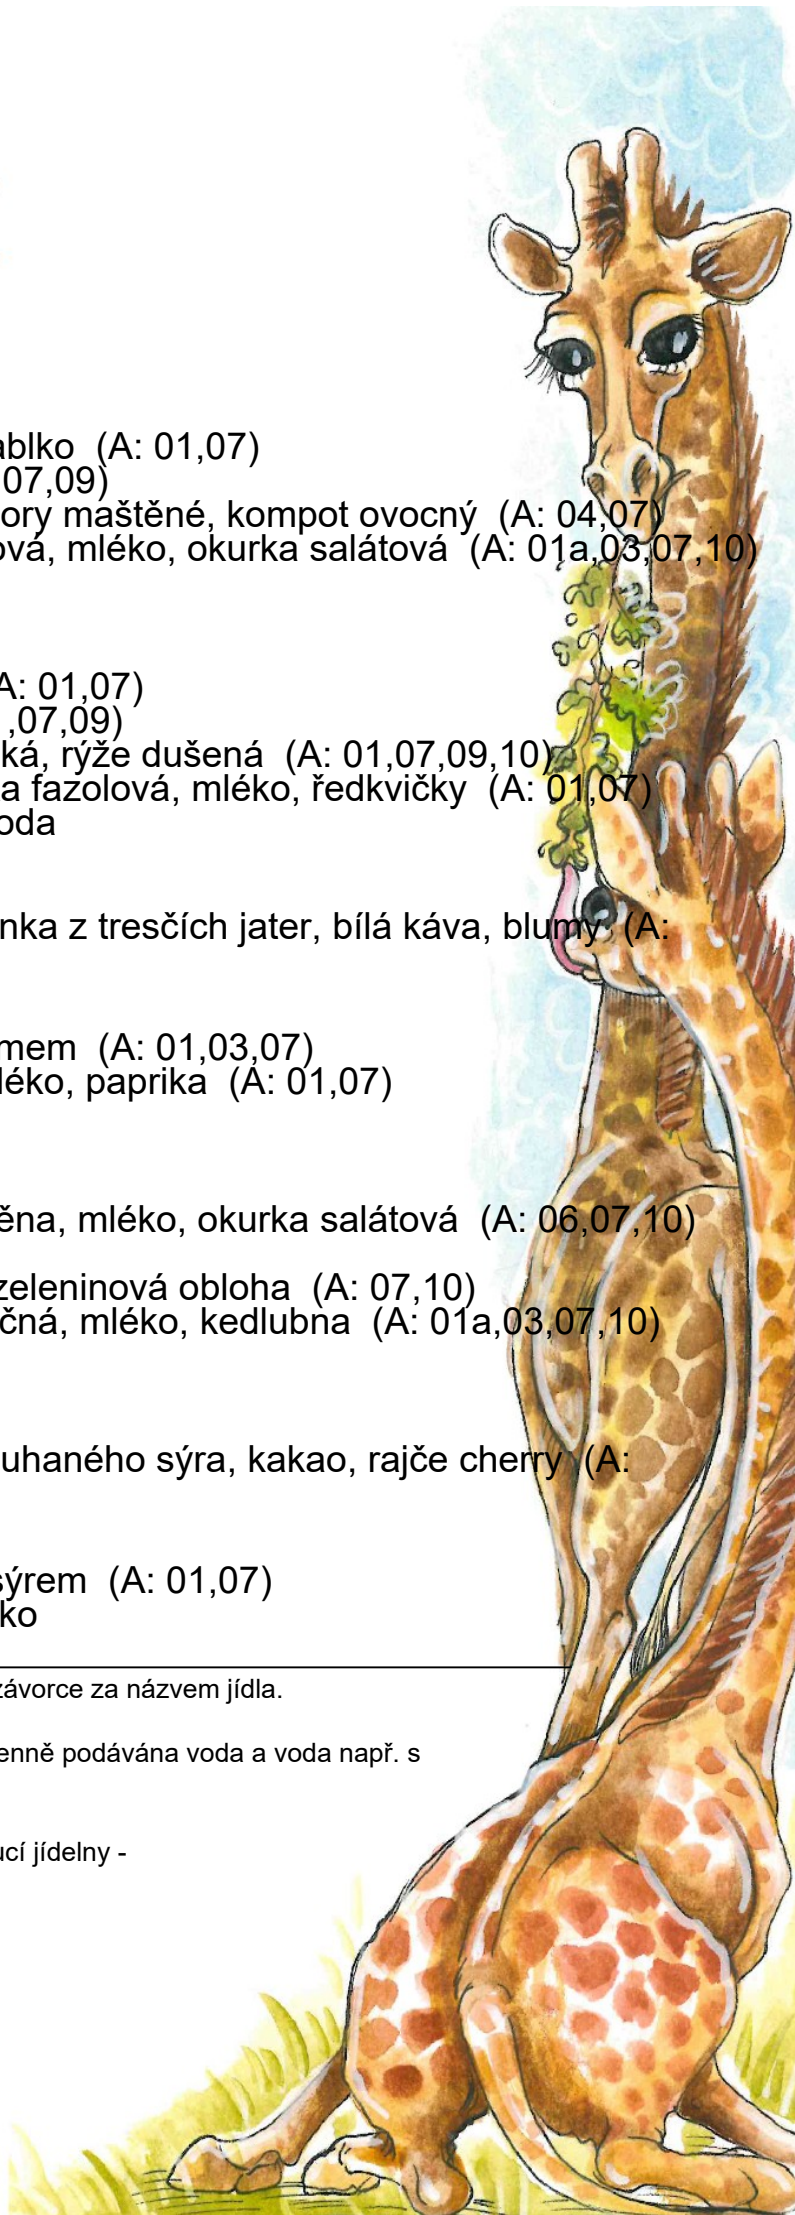 ablko (A: 01,07)
07,09)
ory maštěné, kompot ovocný (A: 04,07)
ová, mléko, okurka salátová (A: 01a,03,07,10)
A: 01,07)
,07,09)
ká, rýže dušená (A: 01,07,09,10)
a fazolová, mléko, ředkvičky (A: 01,07)
oda
nka z tresčích jater, bílá káva, blumy (A:
mem (A: 01,03,07)
léko, paprika (A: 01,07)
ěna, mléko, okurka salátová (A: 06,07,10)
zeleninová obloha (A: 07,10)
čná, mléko, kedlubna (A: 01a,03,07,10)
uhaného sýra, kakao, rajče cherry (A:
sýrem (A: 01,07)
ko
závorce za názvem jídla.
enně podávána voda a voda např. s
ucí jídelny -